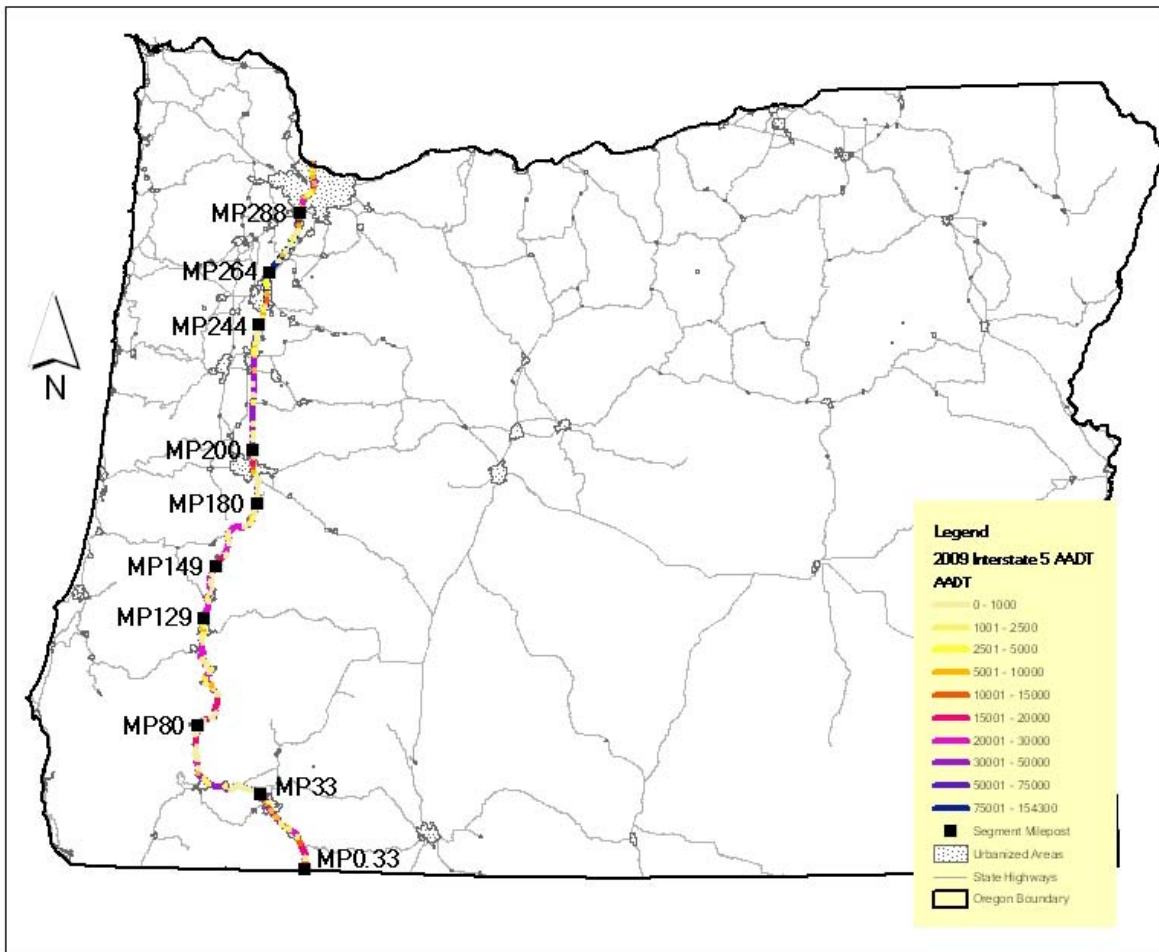 MP288
MP264
MP244
N
MP200
MP180
MP149
MP129
MP80
MP33
MP0.33
Legend
2009 Interstate 5 AADT
AADT
0 - 1000
1001 - 2500
2501 - 5000
5001 - 10000
10001 - 15000
15001 - 20000
20001 - 30000
30001 - 50000
50001 - 75000
75001 - 154300
Segment Milepost
Urbanized Areas
State Highways
Oregon Boundary